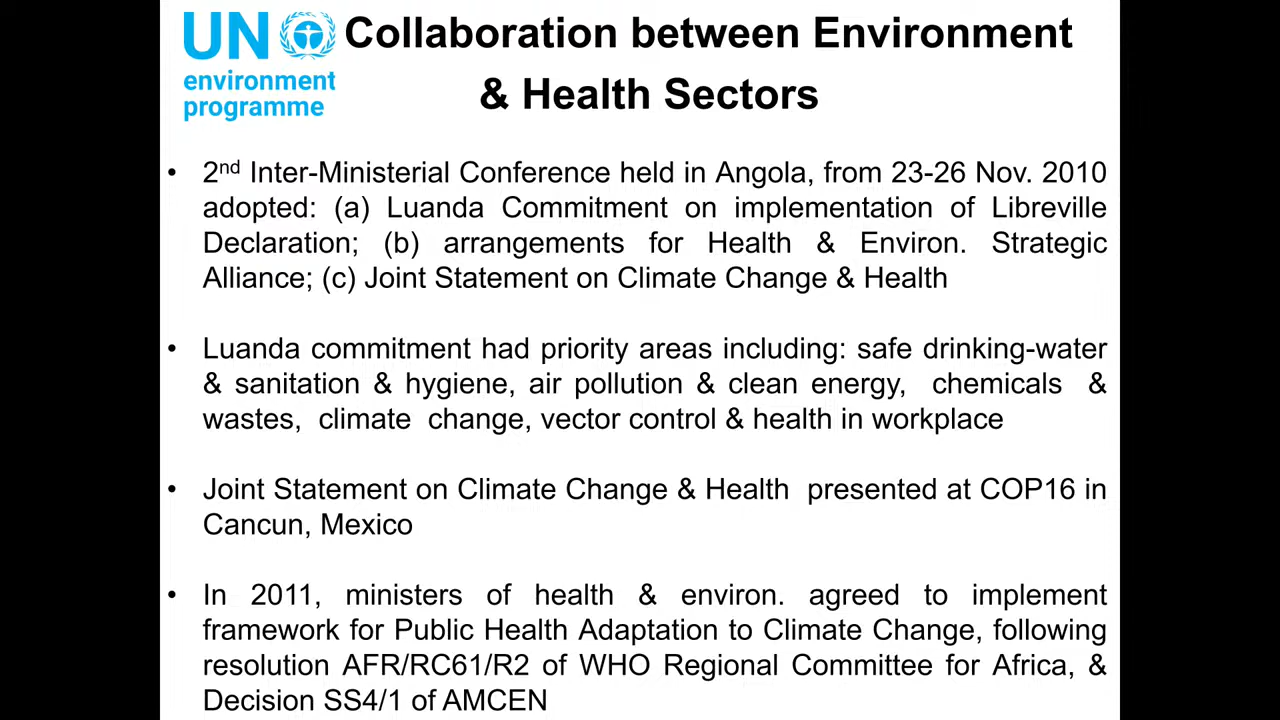 UN
environment
programme
Collaboration between Environment
& Health Sectors
• 2nd Inter-Ministerial Conference held in Angola, from 23-26 Nov. 2010
adopted: (a) Luanda Commitment on implementation of Libreville
Declaration; (b) arrangements for Health & Environ. Strategic
Alliance; (c) Joint Statement on Climate Change & Health
• Luanda commitment had priority areas including: safe drinking-water
& sanitation & hygiene, air pollution & clean energy, chemicals &
wastes, climate change, vector control & health in workplace
• Joint Statement on Climate Change & Health presented at COP16 in
Cancun, Mexico
• In 2011, ministers of health & environ. agreed to implement
framework for Public Health Adaptation to Climate Change, following
resolution AFR/RC61/R2 of WHO Regional Committee for Africa, &
Decision SS4/1 of AMCEN